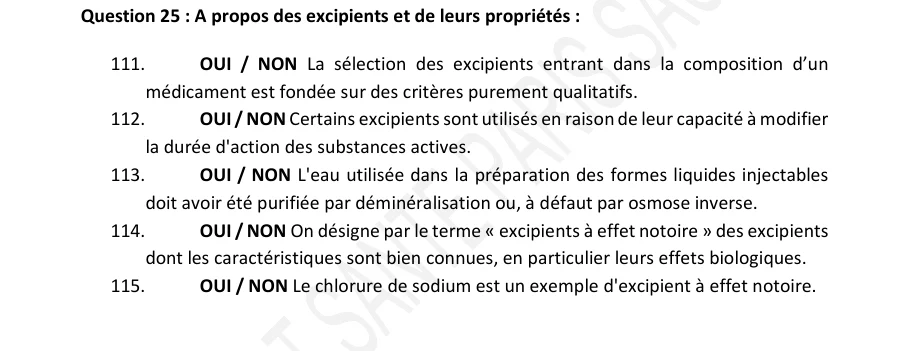 Question 25 : A propos des excipients et de leurs propriétés :
111. OUI / NON La sélection des excipients entrant dans la composition d’un
médicament est fondée sur des critères purement qualitatifs.
112. OUI / NON Certains excipients sont utilisés en raison de leur capacité à modifier
la durée d'action des substances actives.
113. OUI / NON L'eau utilisée dans la préparation des formes liquides injectables
doit avoir été purifiée par déminéralisation ou, à défaut par osmose inverse.
114. OUI / NON On désigne par le terme « excipients à effet notoire » des excipients
dont les caractéristiques sont bien connues, en particulier leurs effets biologiques.
115. OUI / NON Le chlorure de sodium est un exemple d'excipient à effet notoire.
SANTE PARIS SAC